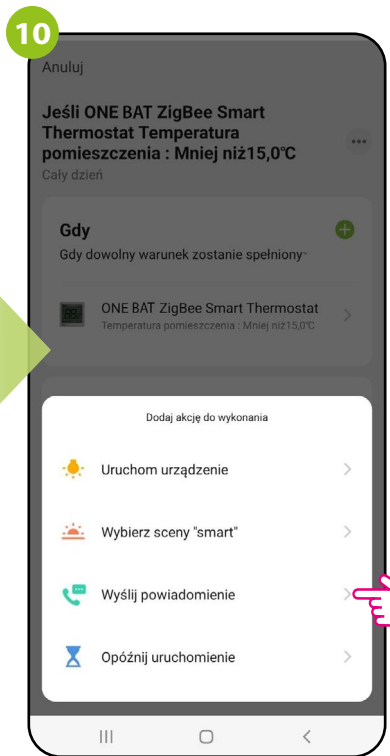 10
Anuluj
Jeśli ONE BAT ZigBee Smart
Thermostat Temperatura
pomieszczenia : Mniej niż15,0°C
Cały dzień
Gdy
Gdy dowolny warunek zostanie spełniony
ONE BAT ZigBee Smart Thermostat
Temperatura pomieszczenia : Mniej niż15,0°C
Dodaj akcję do wykonania
Uruchom urządzenie
Wybierz sceny "smart"
Wyślij powiadomienie
Opóźnij uruchomienie